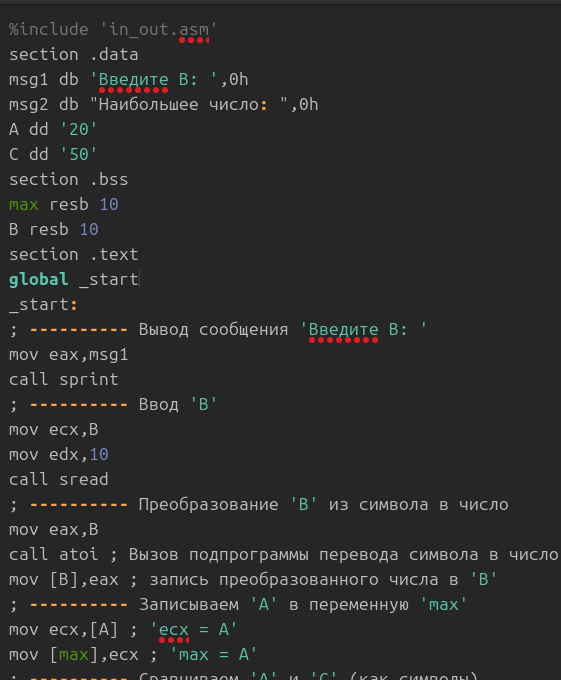 %include 'in_out.asm'
section .data
msg1 db 'Введите B: ',0h
msg2 db "Наибольшее число: ",0h
A dd '20'
C dd '50'
section .bss
max resb 10
B resb 10
section .text
global _start
_start:
; ---------- Вывод сообщения 'Введите B: '
mov eax,msg1
call sprint
; ---------- Ввод 'B'
mov ecx,B
mov edx,10
call sread
; ---------- Преобразование 'B' из символа в число
mov eax,B
call atoi ; Вызов подпрограммы перевода символа в число
mov [B],eax ; запись преобразованного числа в 'B'
; ---------- Записываем 'A' в переменную 'max'
mov ecx,[A] ; 'ecx = A'
mov [max],ecx ; 'max = A'
; ---------- Сравниваем 'A' и 'C' (как символы)